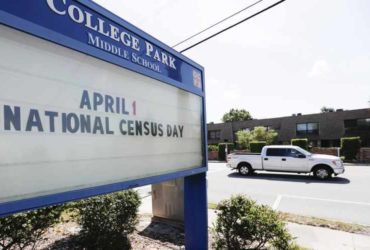 COLLEGE PARK
MIDDLE SCHOOL
APRIL 1
NATIONAL CENSUS DAY